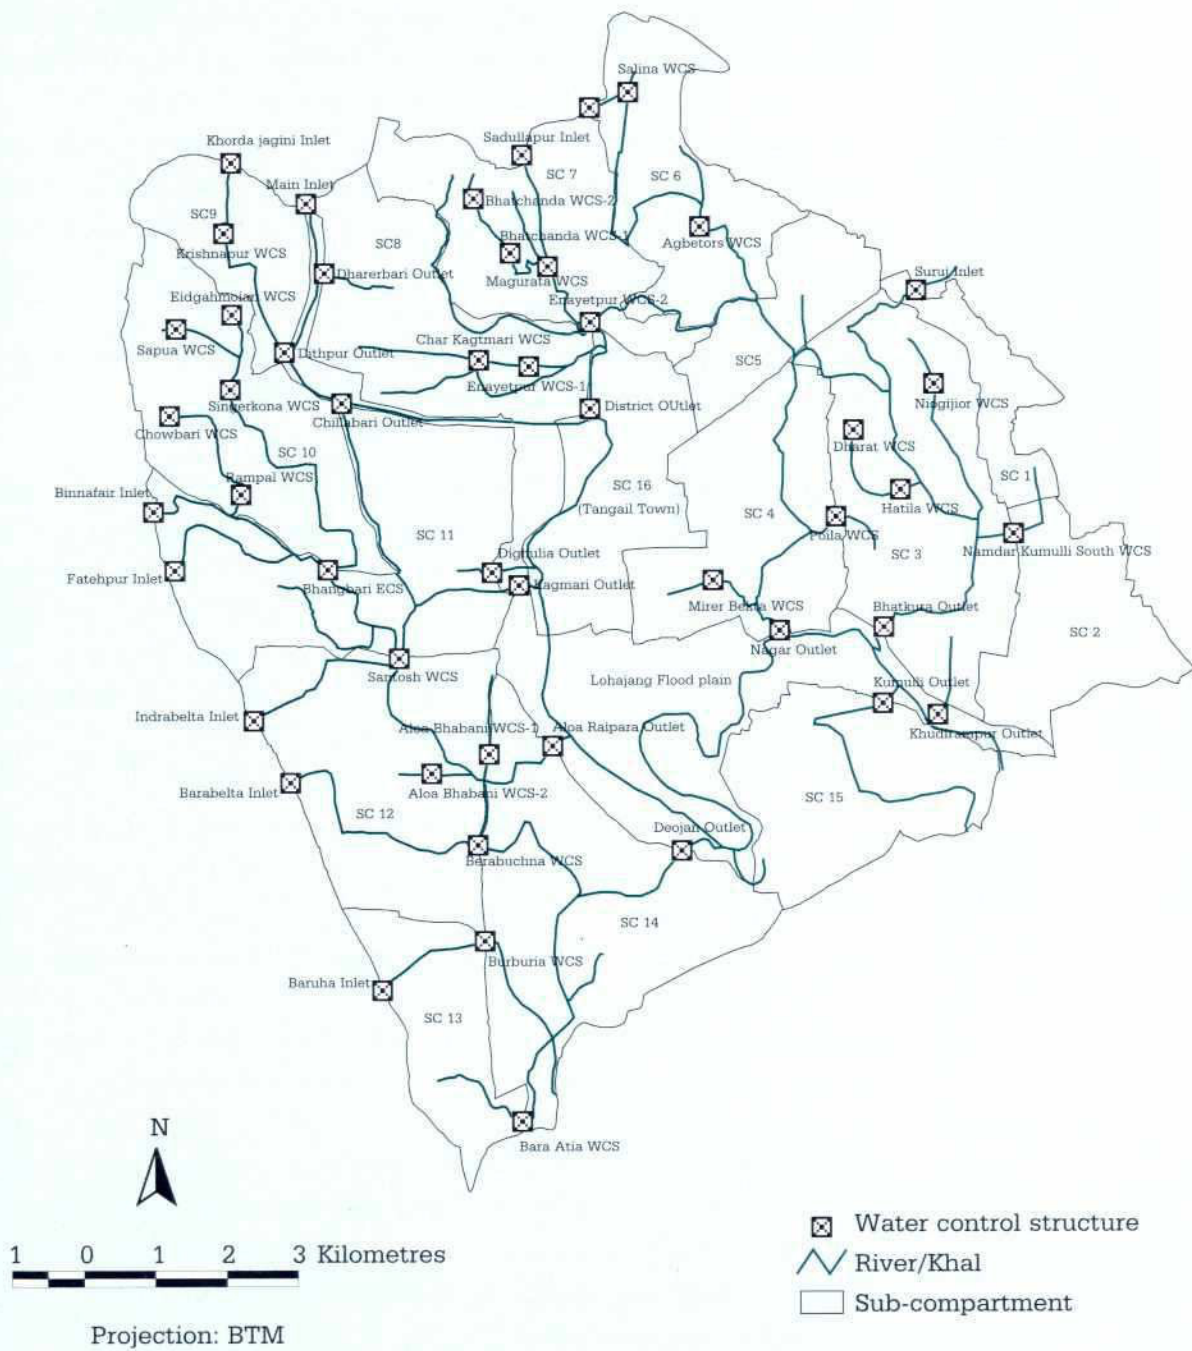 Salina WCS
Khorda jagini Inlet
Sadullapur Inlet
Main Inlet
SC 7
SC 6
Bhatchanda WCS-2
SC9
SC8
Bhatchanda WCS-1
Agbetors WCS
Krishnapur WCS
Dharerbari Outlet
Magurata WCS
Suruj Inlet
Eidgahmojari WCS
Enayetpur WCS-2
Char Kagtmari WCS
Sapua WCS
Dithpur Outlet
SC5
Enayetpur WCS-1
Singerkona WCS
Niogijior WCS
Chowbari WCS
Chillabari Outlet
District OUtlet
Dharat WCS
SC 10
Rampal WCS
SC 16
SC 1
Binnafair Inlet
(Tangail Town)
SC 4
Hatila WCS
SC 11
Poila WCS
Digrulia Outlet
SC 3
Namdar Kumulli South WCS
Fatehpur Inlet
Bhangbari ECS
Kagmari Outlet
Mirer Bekta WCS
Bhatkura Outlet
SC 2
Nagar Outlet
Santosh WCS
Lohajang Flood plain
Kumulli Outlet
Indrabelta Inlet
Aloa Bhabani WCS-1
Aloa Raipara Outlet
Khudirampur Outlet
Barabelta Inlet
Aloa Bhabani WCS-2
SC 15
SC 12
Deojan Outlet
Berabuchna WCS
SC 14
Burburia WCS
Baruha Inlet
SC 13
Bara Atia WCS
N
1 0 1 2 3 Kilometres
Projection: BTM
Water control structure
River/Khal
Sub-compartment